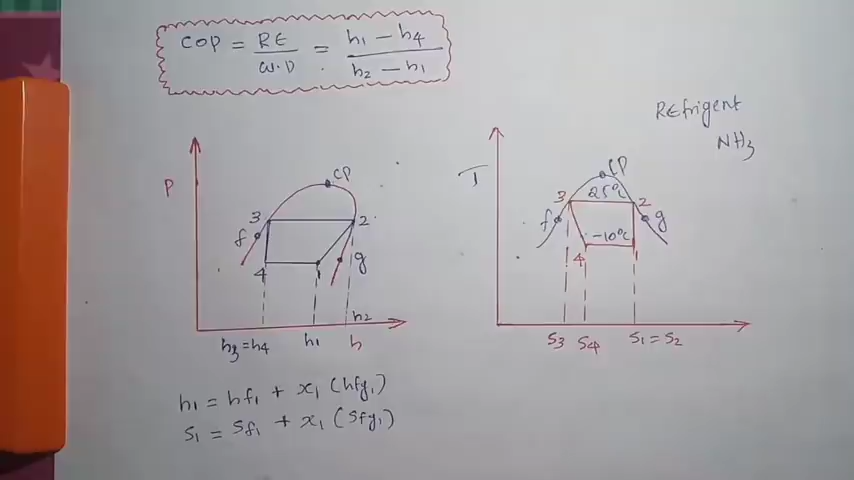 COP = RE / W.D = h1 - h4 / h2 - h1
REfrigent
NH3
P
CP
3
2
f
g
4
1
h2
h3 = h4
h1
h
T
CP
3
25°C
2
f
g
-10°C
4
S3
S4
S1 = S2
h1 = hf1 + x1 (hfg1)
S1 = Sf1 + x1 (Sfg1)